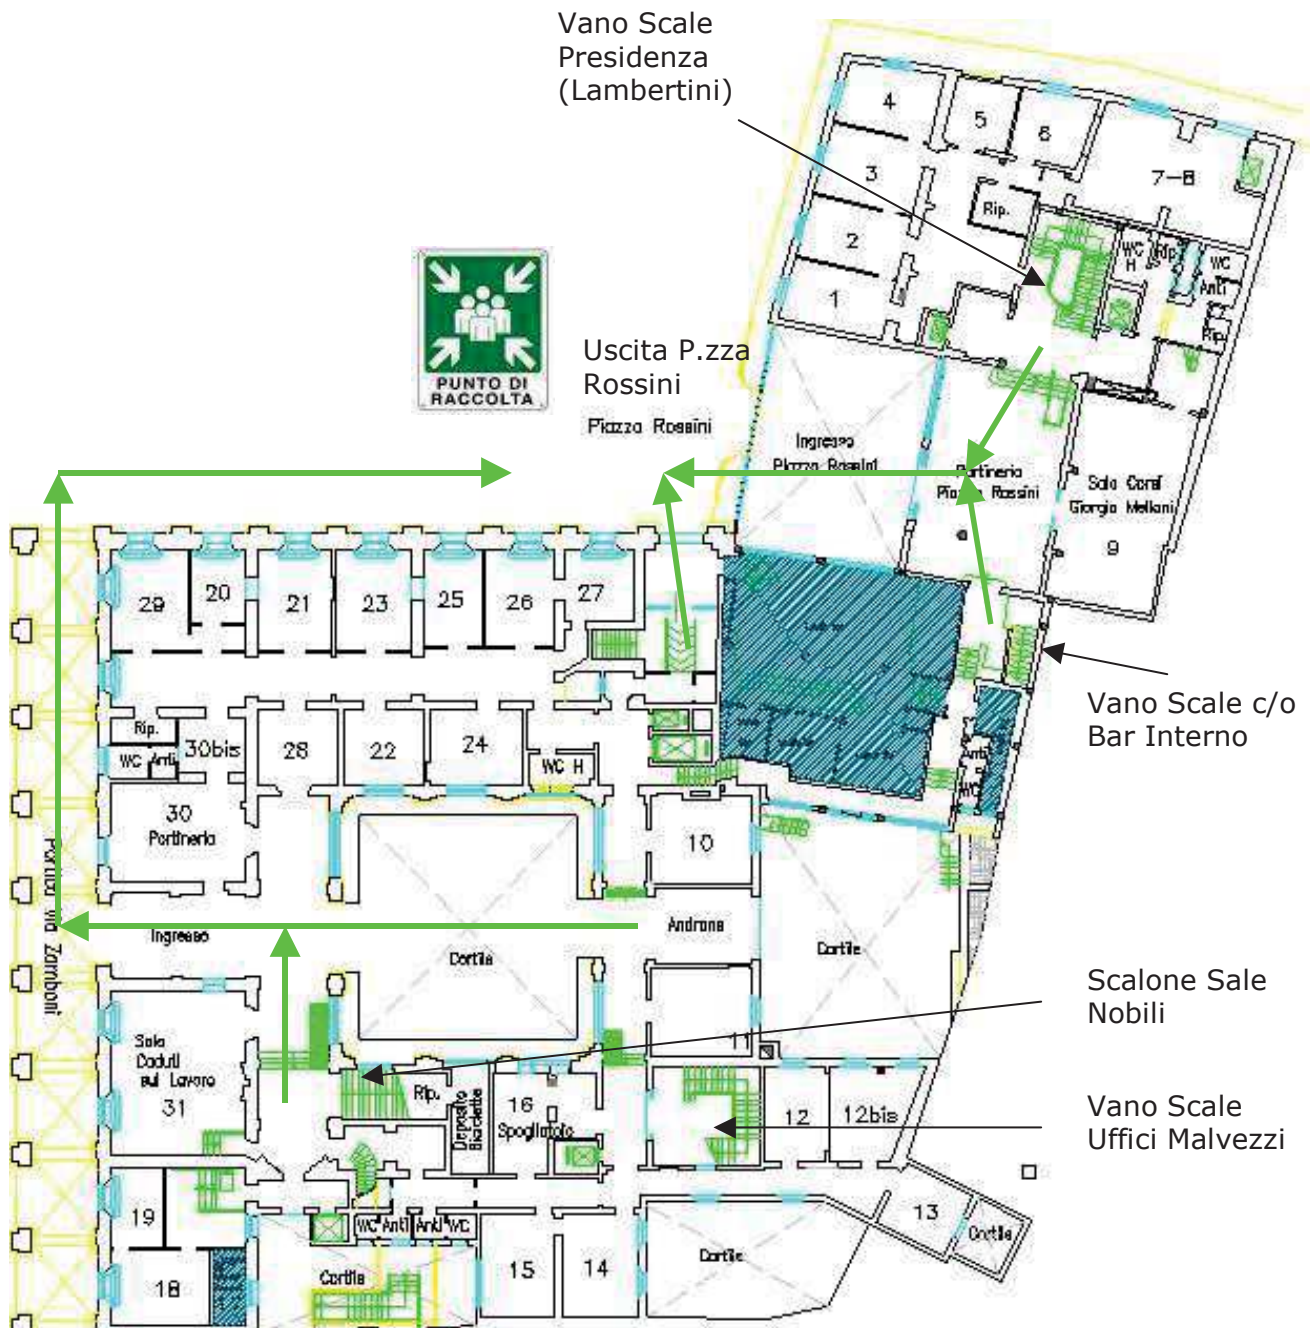 Vano Scale
Presidenza
(Lambertini)
4
5
6
7-8
3
Rip.
2
WC
H
Rip.
WC
Anti
1
Rip.
PUNTO DI
RACCOLTA
Uscita P.zza
Rossini
Piazza Rossini
Ingresso
Piazza Rossini
Portineria
Piazza Rossini
Sala Corsi
Giorgio Mellani
9
29
20
21
23
25
26
27
Vano Scale c/o
Bar Interno
Rip.
WC
Anti
30bis
28
22
24
WC H
Anti
WC
30
Portineria
10
Portico via Zamboni
Ingresso
Androne
Cortile
Cortile
Scalone Sale
Nobili
11
Sala
Caduti
sul Lavoro
31
Rip.
Deposito
Biciclette
16
Spogliatoio
12
12bis
Vano Scale
Uffici Malvezzi
19
WC
Anti
Anti
WC
13
Cortile
18
Cortile
15
14
Cortile